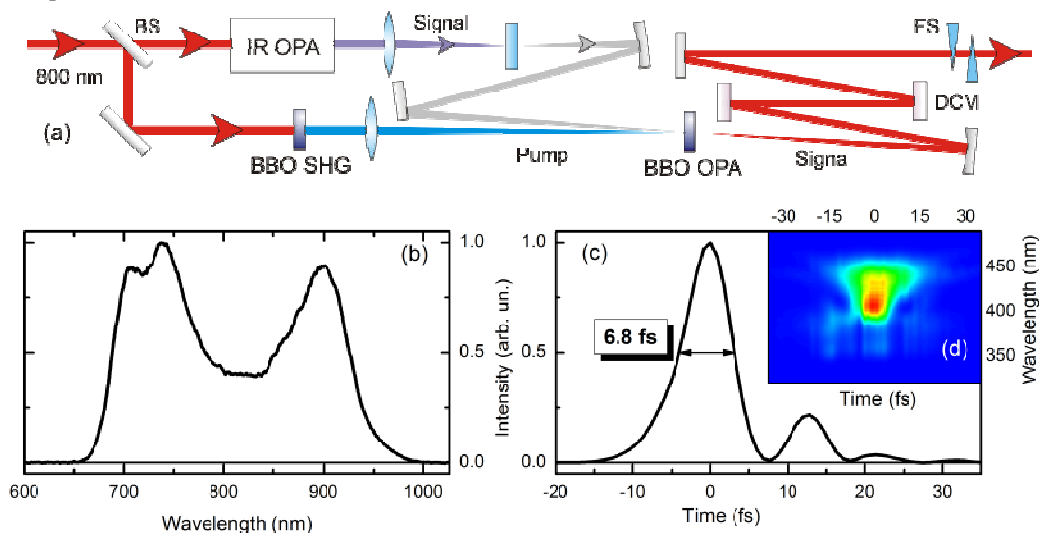 BS
Signal
FS
IR OPA
800 nm
DCM
(a)
BBO SHG
Pump
BBO OPA
Signa
-30 -15 0 15 30
(b)
1.0
(c)
450
400
350
Wavelength (nm)
6.8 fs
0.5
0.5
Intensity (arb. un.)
(d)
Time (fs)
0.0
0.0
1.0
600 700 800 900 1000
-20 -10 0 10 20 30
Wavelength (nm)
Time (fs)